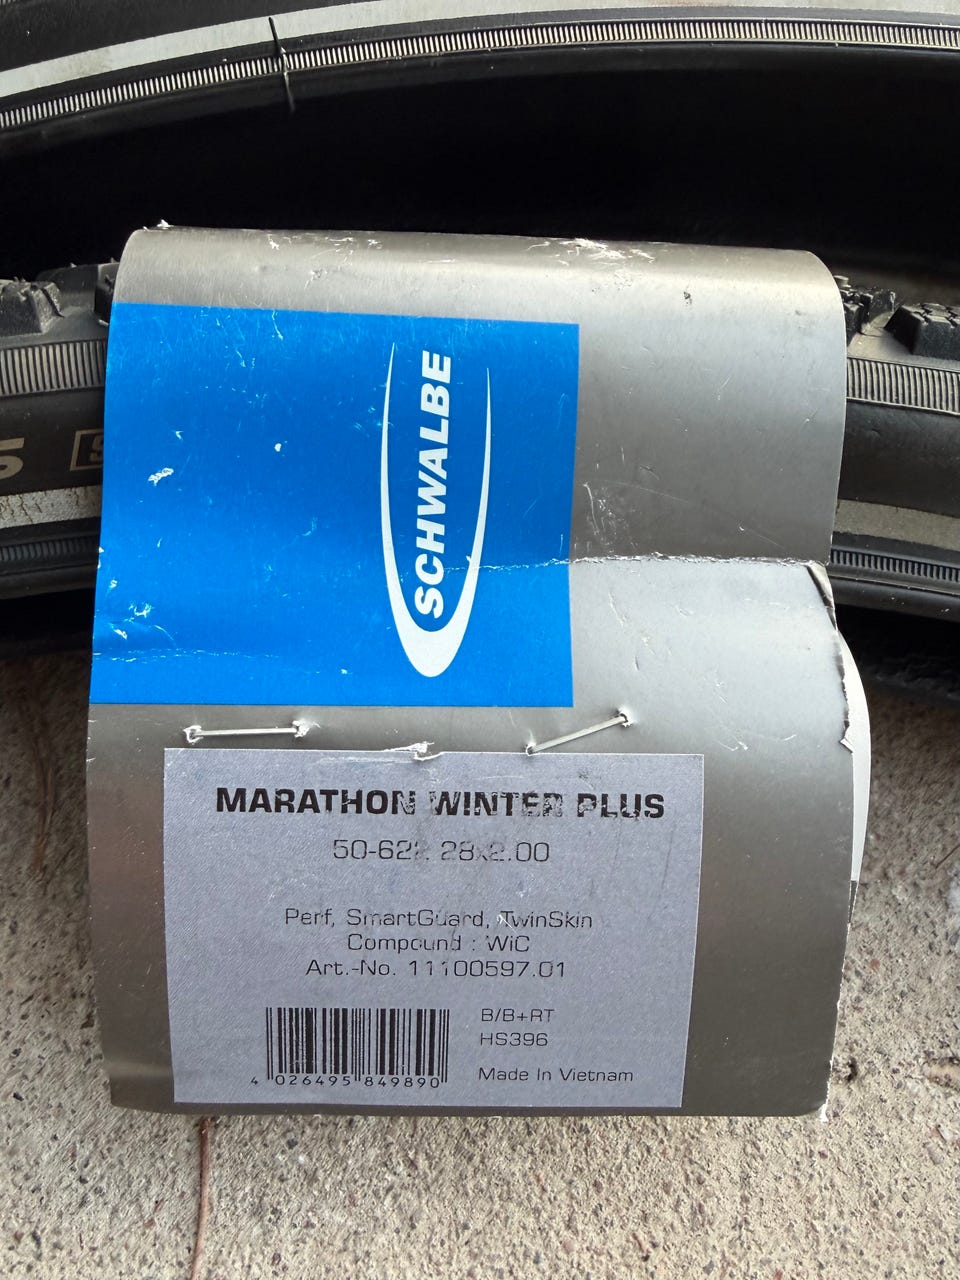 SCHWALBE
MARATHON WINTER PLUS
50-622 28x2.00
Perf, SmartGuard, TwinSkin
Compound : WiC
Art.-No. 11100597.01
B/B+RT
HS396
4 026495 849890
Made In Vietnam